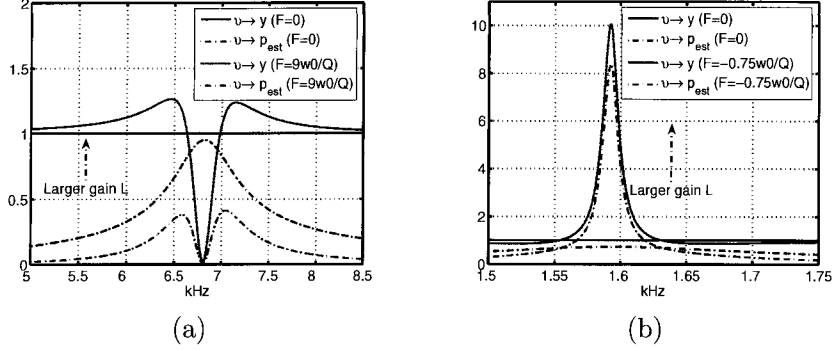 2
1.5
1
0.5
0
5
5.5
6
6.5
7
7.5
8
8.5
kHz
υ→ y (F=0)
υ→ p_est (F=0)
υ→ y (F=9w0/Q)
υ→ p_est (F=9w0/Q)
Larger gain L
(a)
10
8
6
4
2
0
1.5
1.55
1.6
1.65
1.7
1.75
kHz
υ→ y (F=0)
υ→ p_est (F=0)
υ→ y (F=−0.75w0/Q)
υ→ p_est (F=−0.75w0/Q)
Larger gain L
(b)